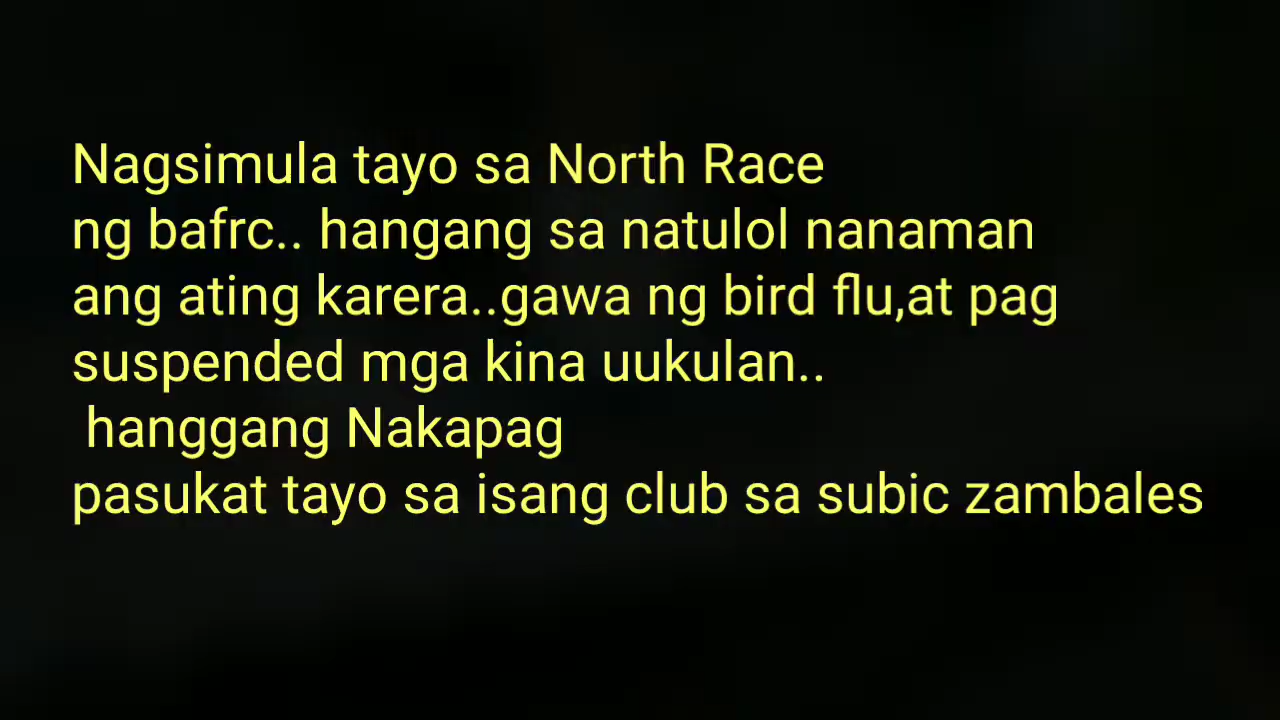 Nagsimula tayo sa North Race
ng bafrc.. hangang sa natulol nanaman
ang ating karera..gawa ng bird flu,at pag
suspended mga kina uukulan..
hanggang Nakapag
pasukat tayo sa isang club sa subic zambales